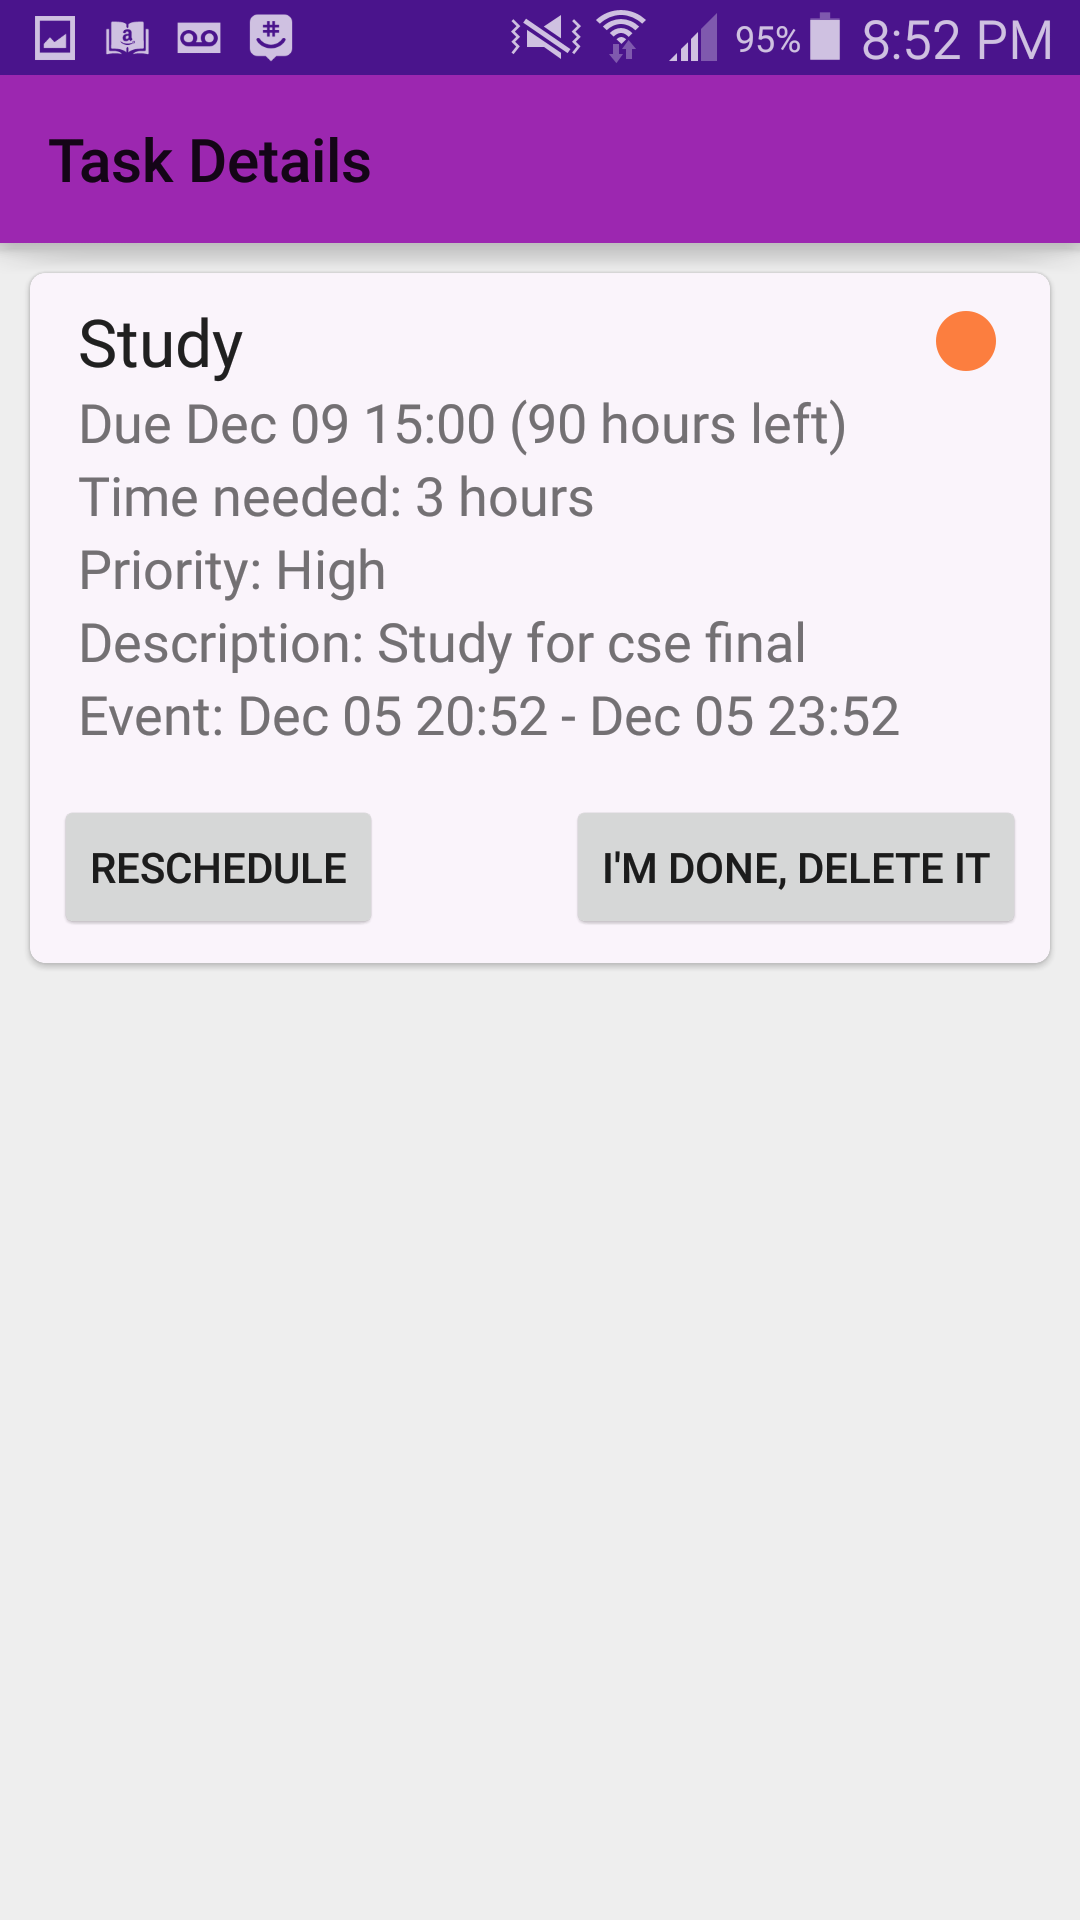 95% 8:52 PM
Task Details
Study
Due Dec 09 15:00 (90 hours left)
Time needed: 3 hours
Priority: High
Description: Study for cse final
Event: Dec 05 20:52 - Dec 05 23:52
RESCHEDULE
I'M DONE, DELETE IT